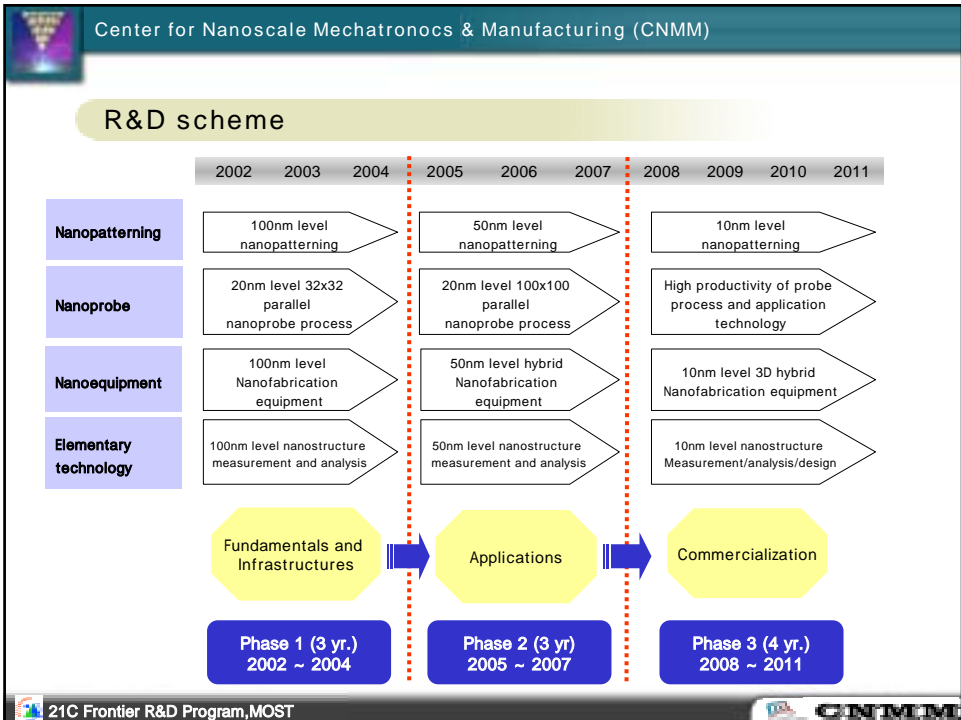 Center for Nanoscale Mechatronocs & Manufacturing (CNMM)
R&D scheme
2002 2003 2004 2005 2006 2007 2008 2009 2010 2011
Nanopatterning
100nm level
nanopatterning
50nm level
nanopatterning
10nm level
nanopatterning
Nanoprobe
20nm level 32x32
parallel
nanoprobe process
20nm level 100x100
parallel
nanoprobe process
High productivity of probe
process and application
technology
Nanoequipment
100nm level
Nanofabrication
equipment
50nm level hybrid
Nanofabrication
equipment
10nm level 3D hybrid
Nanofabrication equipment
Elementary
technology
100nm level nanostructure
measurement and analysis
50nm level nanostructure
measurement and analysis
10nm level nanostructure
Measurement/analysis/design
Fundamentals and
Infrastructures
Applications
Commercialization
Phase 1 (3 yr.)
2002 ~ 2004
Phase 2 (3 yr)
2005 ~ 2007
Phase 3 (4 yr.)
2008 ~ 2011
21C Frontier R&D Program,MOST
CNMM